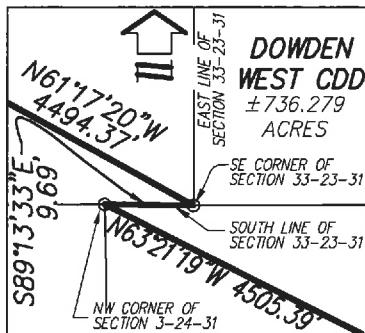 DOWDEN
WEST CDD
±736.279
ACRES
EAST LINE OF
SECTION 33-23-31
N61°17'20"W
4494.37'
S89°13'33"E,
9.69'
SE CORNER OF
SECTION 33-23-31
SOUTH LINE OF
SECTION 33-23-31
N63°21'19"W 4505.39'
NW CORNER OF
SECTION 3-24-31